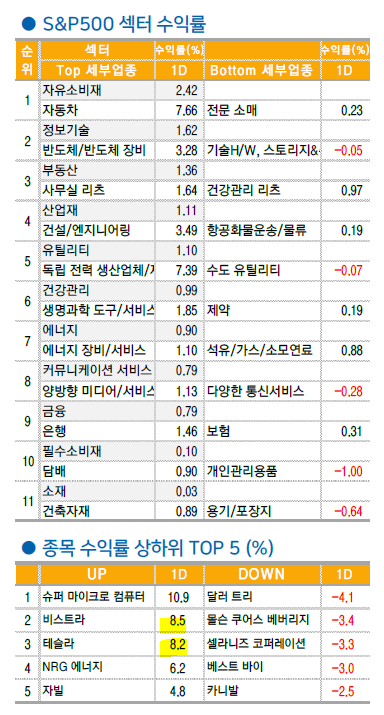 ● S&P500 섹터 수익률
순위 섹터 수익률(%) 수익률(%)
Top 세부업종 1D Bottom 세부업종 1D
1 자유소비재 2.42
자동차 7.66 전문 소매 0.23
2 정보기술 1.62
반도체/반도체 장비 3.28 기술H/W, 스토리지& -0.05
3 부동산 1.36
사무실 리츠 1.64 건강관리 리츠 0.97
4 산업재 1.11
건설/엔지니어링 3.49 항공화물운송/물류 0.19
5 유틸리티 1.10
독립 전력 생산업체/ 7.39 수도 유틸리티 -0.07
6 건강관리 0.99
생명과학 도구/서비스 1.85 제약 0.19
7 에너지 0.90
에너지 장비/서비스 1.10 석유/가스/소모연료 0.88
8 커뮤니케이션 서비스 0.79
양방향 미디어/서비스 1.13 다양한 통신서비스 -0.28
9 금융 0.79
은행 1.46 보험 0.31
10 필수소비재 0.10
담배 0.90 개인관리용품 -1.00
11 소재 0.03
건축자재 0.89 용기/포장지 -0.64
● 종목 수익률 상하위 TOP 5 (%)
UP 1D DOWN 1D
1 슈퍼 마이크로 컴퓨터 10.9 달러 트리 -4.1
2 비스트라 8.5 몰슨 쿠어스 베버리지 -3.4
3 테슬라 8.2 셀라니즈 코퍼레이션 -3.3
4 NRG 에너지 6.2 베스트 바이 -3.0
5 자빌 4.8 카니발 -2.5